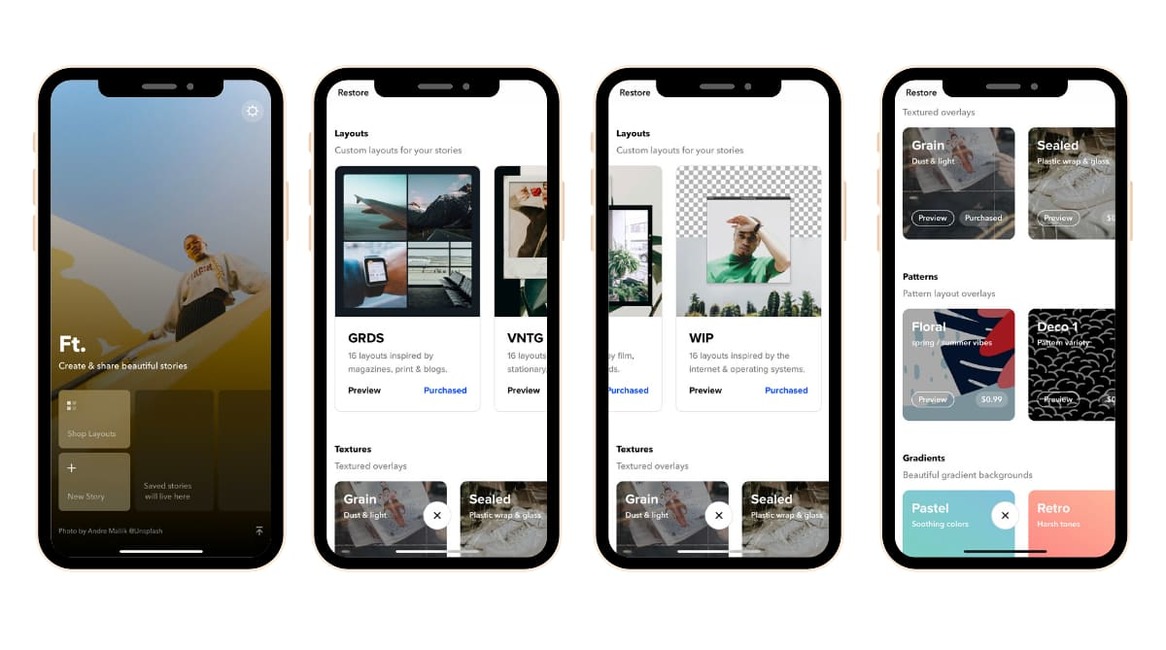 Ft.
Create & share beautiful stories
Shop Layouts
New Story
Saved stories
will live here
Photo by Andre Mallik @Unsplash
Restore
Layouts
Custom layouts for your stories
GRDS
16 layouts inspired by
magazines, print & blogs.
Preview
Purchased
VNTG
16 layouts
stationary
Preview
Textures
Textured overlays
Grain
Dust & light
Sealed
Plastic wrap & glass
Restore
Layouts
Custom layouts for your stories
by film,
ds.
Purchased
WIP
16 layouts inspired by the
internet & operating systems.
Preview
Purchased
Textures
Textured overlays
Grain
Dust & light
Sealed
Plastic wrap & glass
Restore
Textured overlays
Grain
Dust & light
Preview
Purchased
Sealed
Plastic wrap & glass
Preview
Patterns
Pattern layout overlays
Floral
spring / summer vibes
Preview
$0.99
Deco 1
Pattern variety
Preview
Gradients
Beautiful gradient backgrounds
Pastel
Soothing colors
Retro
Harsh tones